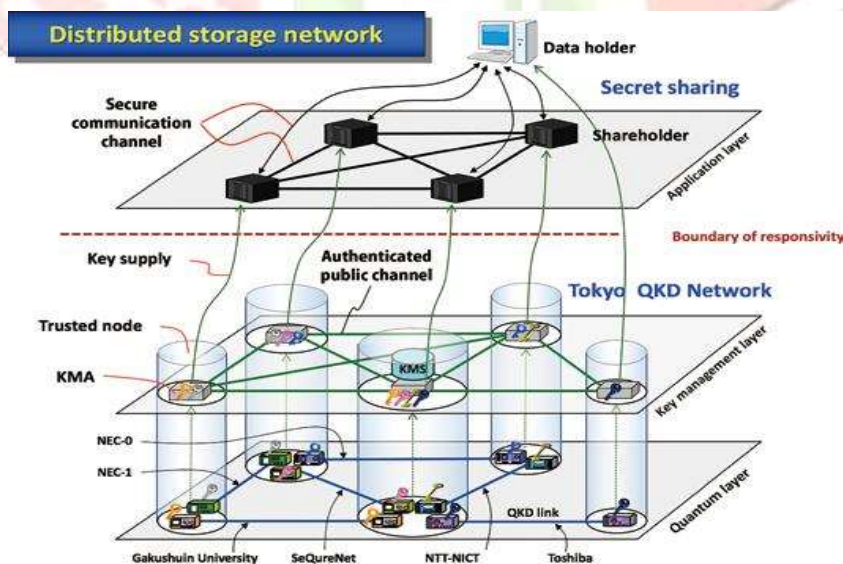 Distributed storage network
Data holder
Secret sharing
Secure
communication
channel
Shareholder
Application layer
Boundary of responsivity
Key supply
Authenticated
public channel
Tokyo QKD Network
Trusted node
KMS
KMA
Key management layer
NEC-0
NEC-1
QKD link
Quantum layer
Gakushuin University
SeQureNet
NTT-NICT
Toshiba